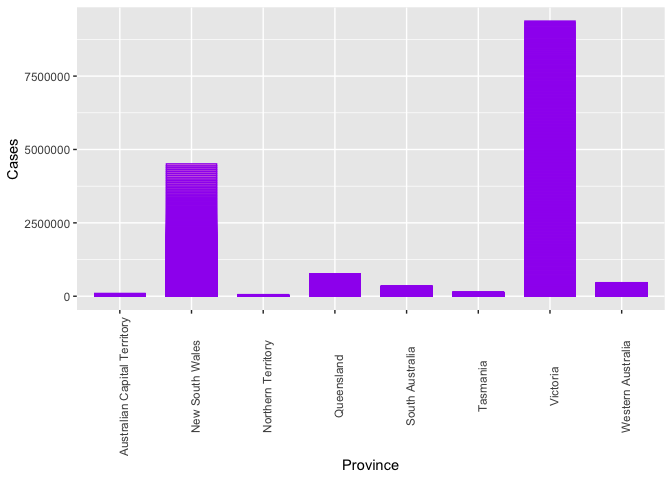 Cases
7500000
5000000
2500000
0
Australian Capital Territory
New South Wales
Northern Territory
Queensland
South Australia
Tasmania
Victoria
Western Australia
Province